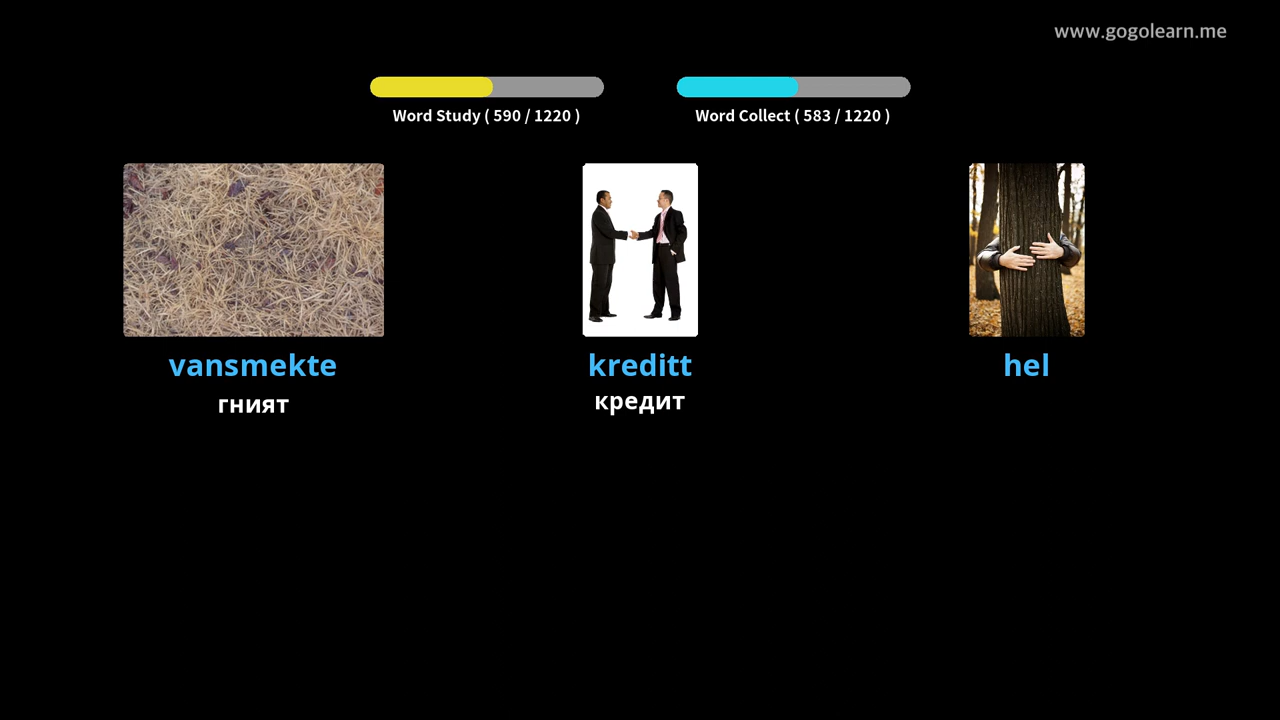 www.gogolearn.me
Word Study ( 590 / 1220 )
Word Collect ( 583 / 1220 )
vansmekte
kreditt
hel
гният
кредит